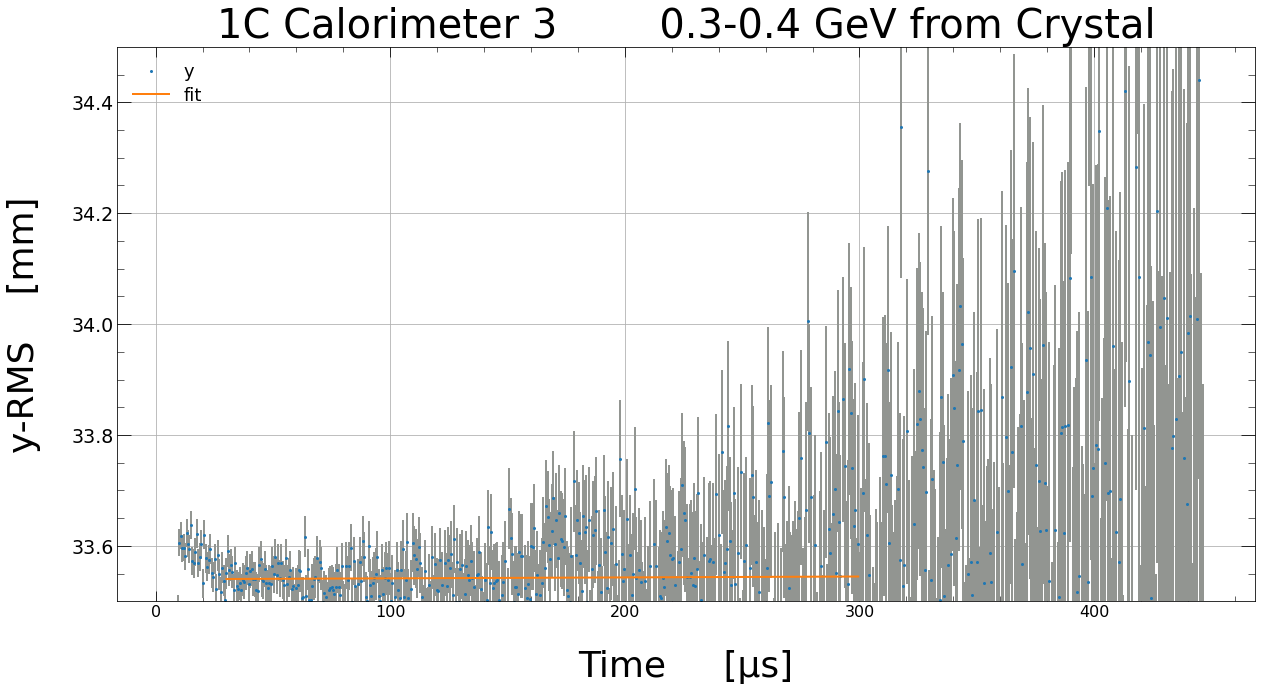 1C Calorimeter 3 0.3-0.4 GeV from Crystal
y
fit
34.4
34.2
34.0
33.8
33.6
y-RMS [mm]
0 100 200 300 400
Time [µs]